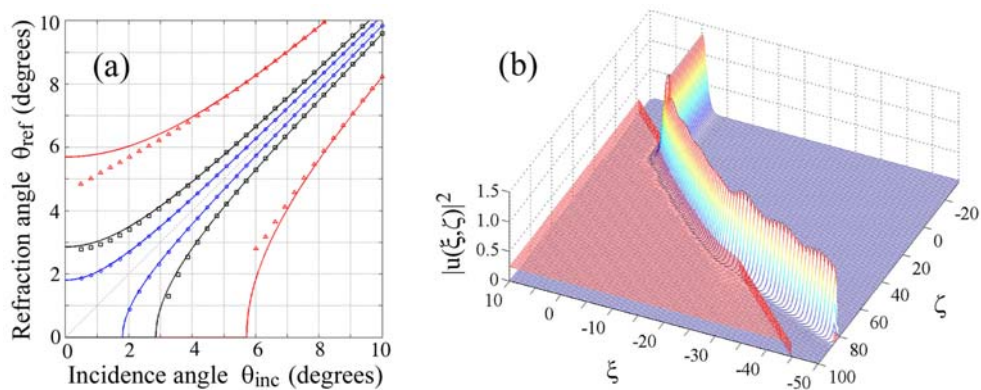 (a)
Refraction angle θref (degrees)
10
8
6
4
2
0
0 2 4 6 8 10
Incidence angle θinc (degrees)
(b)
|u(ξ,ζ)|²
1.5
1.0
0.5
0
10 0 -10 -20 -30 -40 -50
ξ
-20
0
20
40
60
80
100
ζ